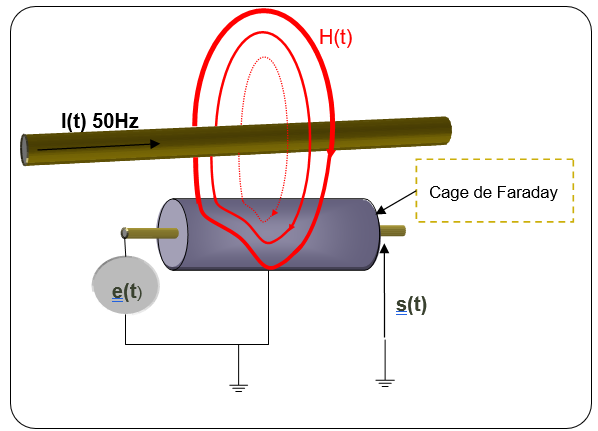 H(t)
I(t) 50Hz
Cage de Faraday
e(t)
s(t)